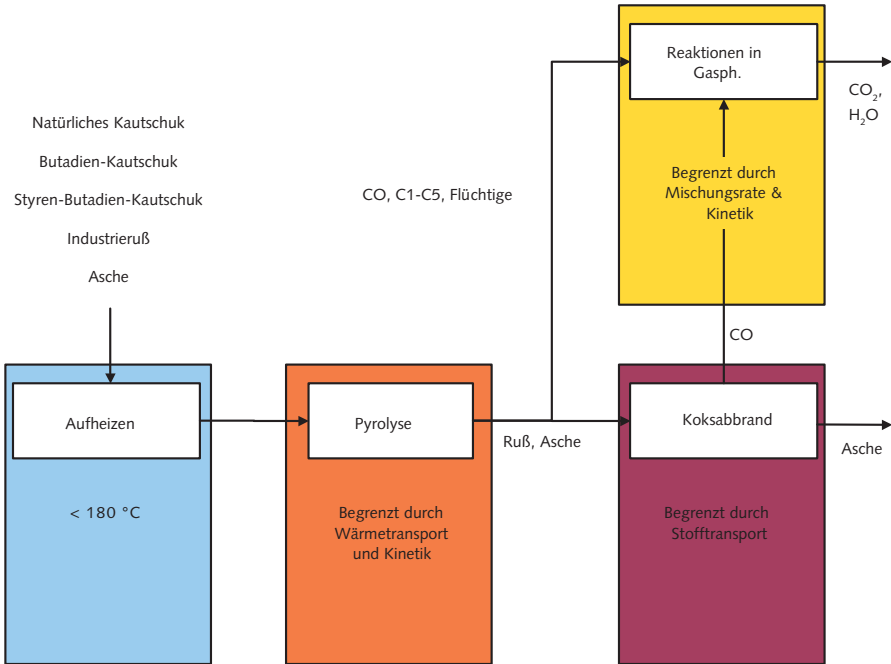 Natürliches Kautschuk
Butadien-Kautschuk
Styren-Butadien-Kautschuk
Industrieruß
Asche
Aufheizen
< 180 °C
Pyrolyse
Begrenzt durch
Wärmetransport
und Kinetik
CO, C1-C5, Flüchtige
Ruß, Asche
Reaktionen in
Gasph.
Begrenzt durch
Mischungsrate &
Kinetik
CO₂,
H₂O
CO
Koksabbrand
Begrenzt durch
Stofftransport
Asche